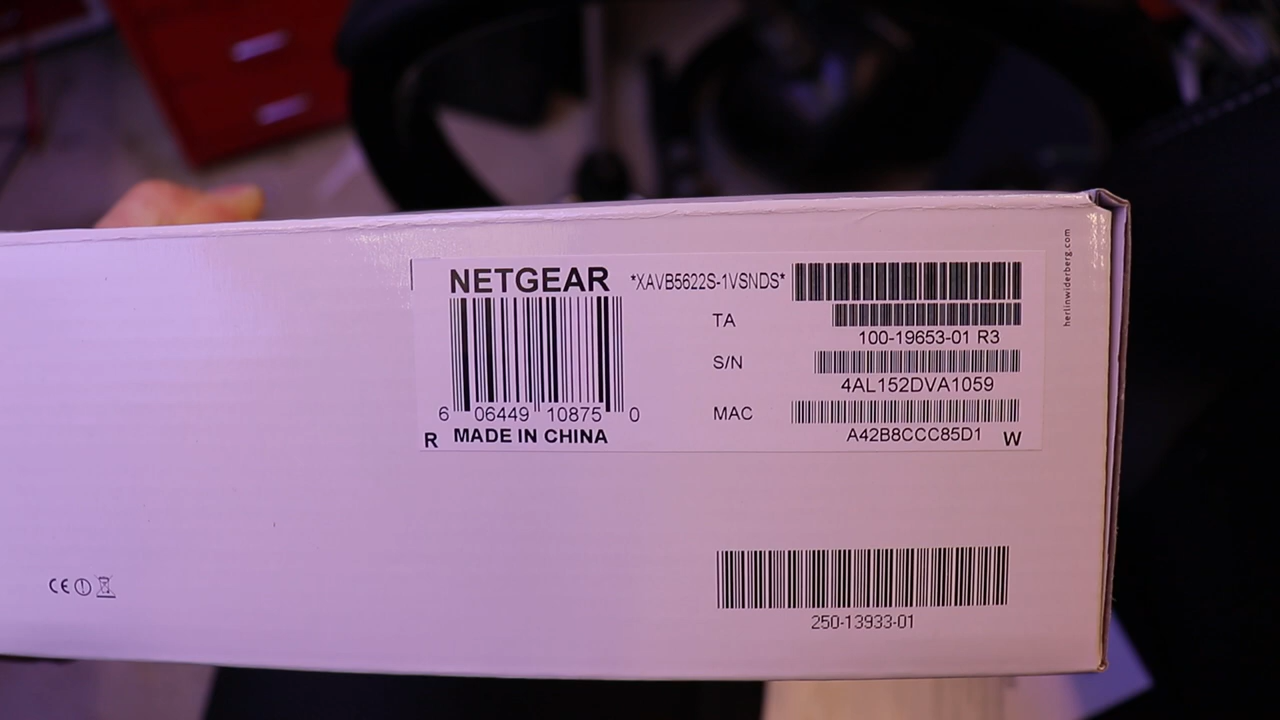 NETGEAR
*XAVB5622S-1VSNDS*
TA
100-19653-01 R3
S/N
4AL152DVA1059
6 06449 10875 0
MAC
A42B8CCC85D1 W
R MADE IN CHINA
herlinwiderberg.com
CE
250-13933-01